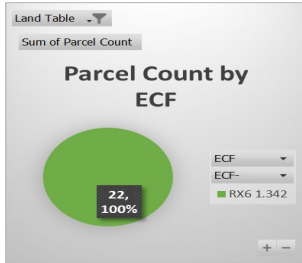 Land Table
Sum of Parcel Count
Parcel Count by
ECF
ECF
ECF-
RX6 1.342
22,
100%
+ −